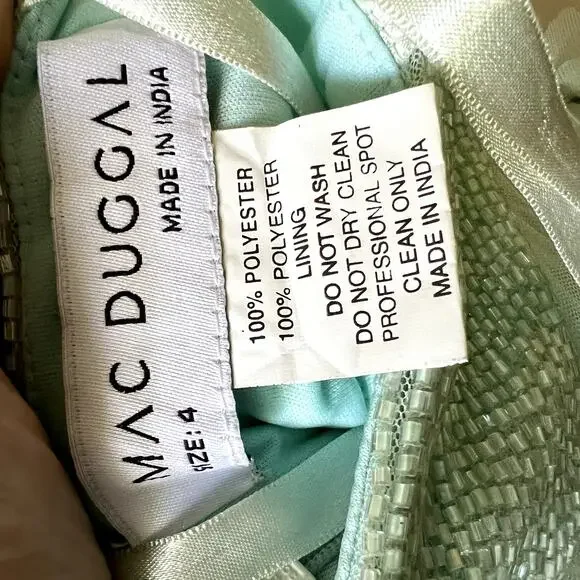 MAC DUGGAL
MADE IN INDIA
SIZE: 4
100% POLYESTER
100% POLYESTER
LINING
DO NOT WASH
DO NOT DRY CLEAN
PROFESSIONAL SPOT
CLEAN ONLY
MADE IN INDIA